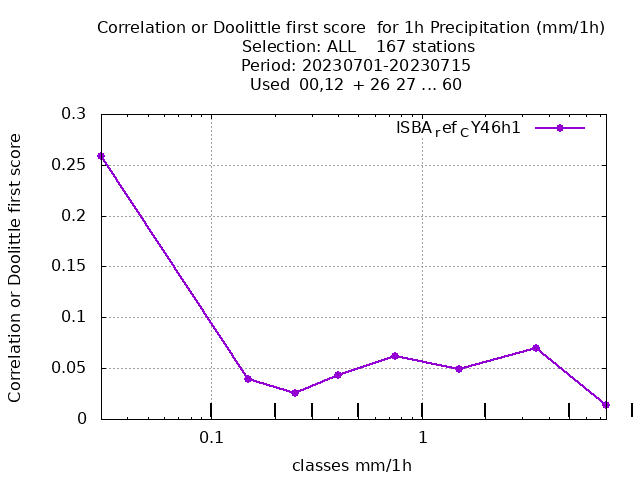 Correlation or Doolittle first score for 1h Precipitation (mm/1h)
Selection: ALL 167 stations
Period: 20230701-20230715
Used 00,12 + 26 27 ... 60
ISBAref CY46h1
0.3
0.25
0.2
0.15
0.1
0.05
0
Correlation or Doolittle first score
0.1
1
classes mm/1h